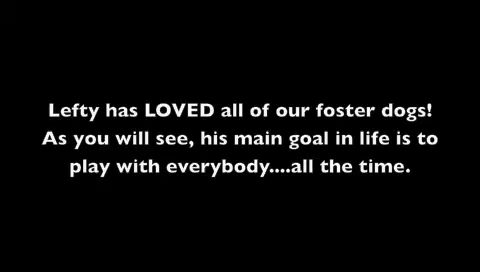 Lefty has LOVED all of our foster dogs!
As you will see, his main goal in life is to
play with everybody....all the time.